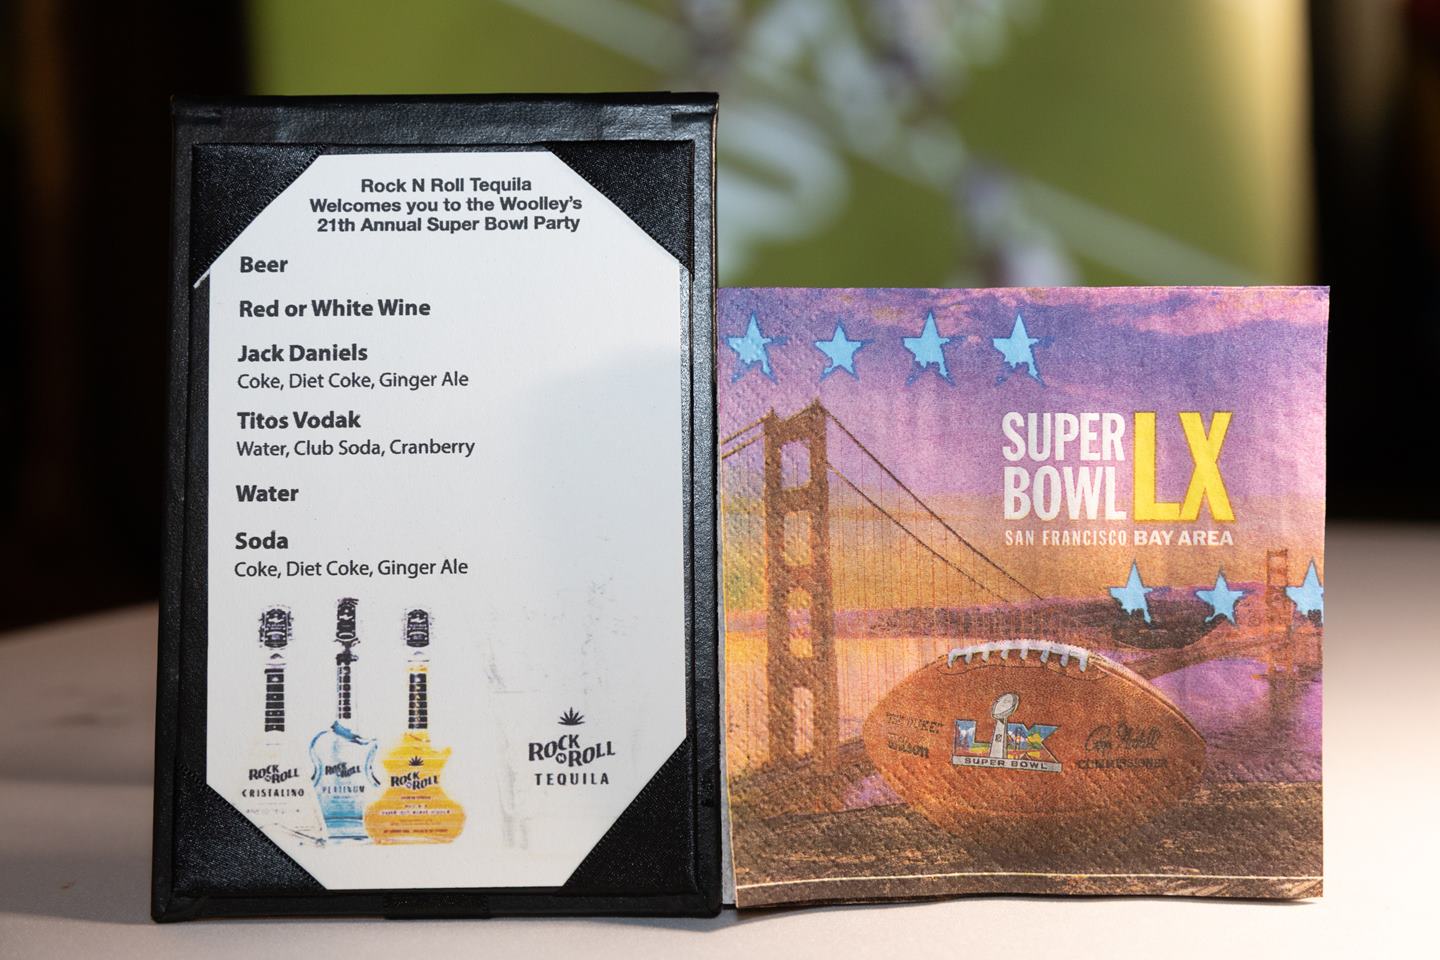 Rock N Roll Tequila
Welcomes you to the Woolley's
21th Annual Super Bowl Party
Beer
Red or White Wine
Jack Daniels
Coke, Diet Coke, Ginger Ale
Titos Vodak
Water, Club Soda, Cranberry
Water
Soda
Coke, Diet Coke, Ginger Ale
ROCK N ROLL
CRISTALINO
ROCK N ROLL
PLATINUM
ROCK N ROLL
ROCK N ROLL
TEQUILA
SUPER
BOWL LX
SAN FRANCISCO BAY AREA
"THE DUKE"
Wilson
LX
SUPER BOWL
COMMISSIONER